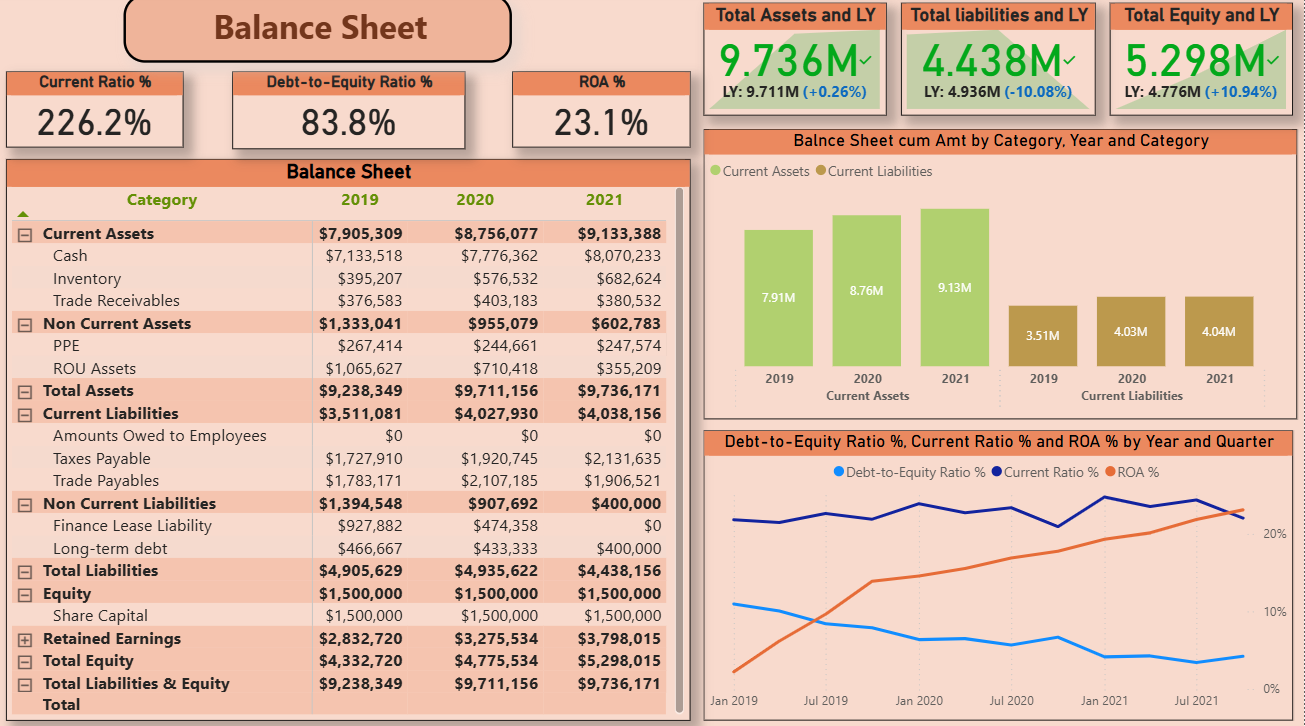 Balance Sheet
Total Assets and LY
9.736M
LY: 9.711M (+0.26%)
Total liabilities and LY
4.438M
LY: 4.936M (-10.08%)
Total Equity and LY
5.298M
LY: 4.776M (+10.94%)
Current Ratio %
226.2%
Debt-to-Equity Ratio %
83.8%
ROA %
23.1%
Balance Sheet
Category 2019 2020 2021
Current Assets $7,905,309 $8,756,077 $9,133,388
Cash $7,133,518 $7,776,362 $8,070,233
Inventory $395,207 $576,532 $682,624
Trade Receivables $376,583 $403,183 $380,532
Non Current Assets $1,333,041 $955,079 $602,783
PPE $267,414 $244,661 $247,574
ROU Assets $1,065,627 $710,418 $355,209
Total Assets $9,238,349 $9,711,156 $9,736,171
Current Liabilities $3,511,081 $4,027,930 $4,038,156
Amounts Owed to Employees $0 $0 $0
Taxes Payable $1,727,910 $1,920,745 $2,131,635
Trade Payables $1,783,171 $2,107,185 $1,906,521
Non Current Liabilities $1,394,548 $907,692 $400,000
Finance Lease Liability $927,882 $474,358 $0
Long-term debt $466,667 $433,333 $400,000
Total Liabilities $4,905,629 $4,935,622 $4,438,156
Equity $1,500,000 $1,500,000 $1,500,000
Share Capital $1,500,000 $1,500,000 $1,500,000
Retained Earnings $2,832,720 $3,275,534 $3,798,015
Total Equity $4,332,720 $4,775,534 $5,298,015
Total Liabilities & Equity $9,238,349 $9,711,156 $9,736,171
Total
Balnce Sheet cum Amt by Category, Year and Category
Current Assets Current Liabilities
7.91M 8.76M 9.13M 3.51M 4.03M 4.04M
2019 2020 2021 2019 2020 2021
Current Assets Current Liabilities
Debt-to-Equity Ratio %, Current Ratio % and ROA % by Year and Quarter
Debt-to-Equity Ratio % Current Ratio % ROA %
20%
10%
0%
Jan 2019 Jul 2019 Jan 2020 Jul 2020 Jan 2021 Jul 2021